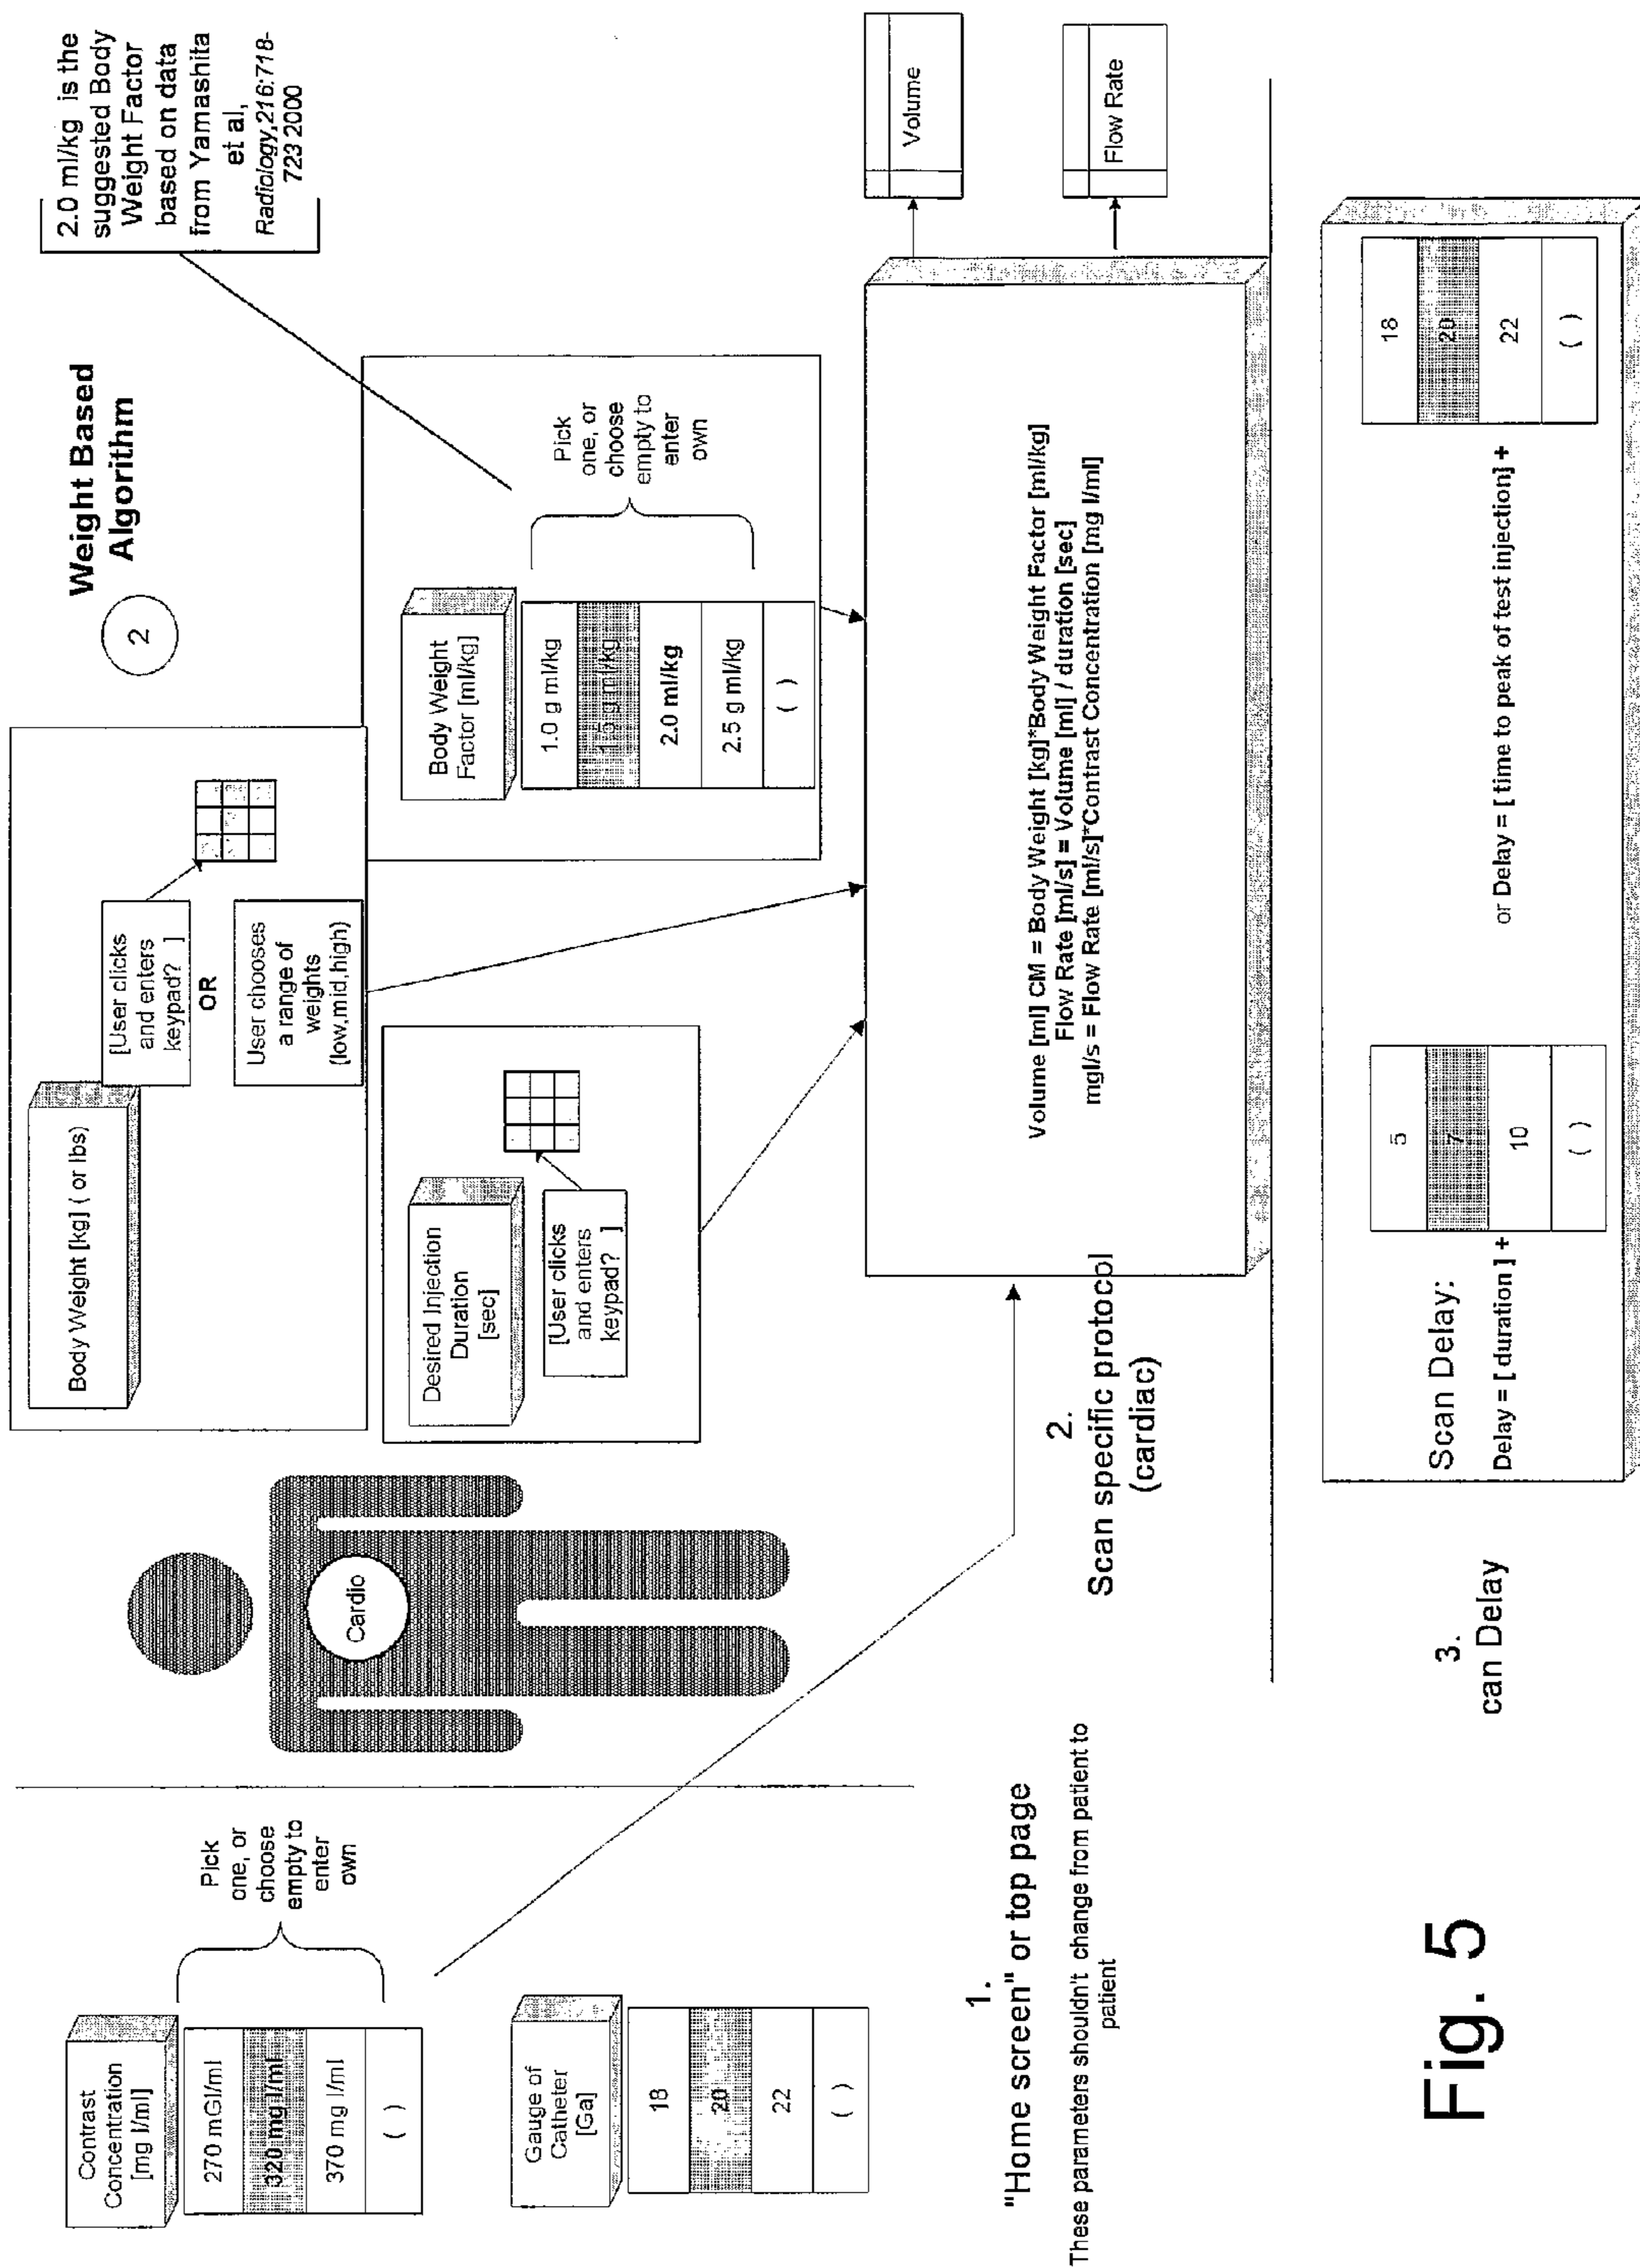 Weight Based
Algorithm
2
2.0 ml/kg is the
suggested Body
Weight Factor
based on data
from Yamashita
et al,
Radiology,216:718-
723 2000
Contrast
Concentration
[mg I/ml]
270 mGI/ml
320 mg I/ml
370 mg I/ml
( )
Pick
one, or
choose
empty to
enter
own
Gauge of
Catheter
[Ga]
18
20
22
( )
1.
"Home screen" or top page
These parameters shouldn't change from patient to
patient
Cardio
Body Weight [kg] ( or lbs)
[User clicks
and enters
keypad? ]
OR
User chooses
a range of
weights
(low,mid,high)
Desired Injection
Duration
[sec]
[User clicks
and enters
keypad? ]
Body Weight
Factor [ml/kg]
1.0 g ml/kg
1.5 g ml/kg
2.0 ml/kg
2.5 g ml/kg
( )
Pick
one, or
choose
empty to
enter
own
2.
Scan specific protocol
(cardiac)
Volume [ml] CM = Body Weight [kg]*Body Weight Factor [ml/kg]
Flow Rate [ml/s] = Volume [ml] / duration [sec]
mgI/s = Flow Rate [ml/s]*Contrast Concentration [mg I/ml]
Volume
Flow Rate
3.
can Delay
Scan Delay:
Delay = [ duration ] +
5
7
10
( )
or Delay = [ time to peak of test injection] +
18
20
22
( )
Fig. 5